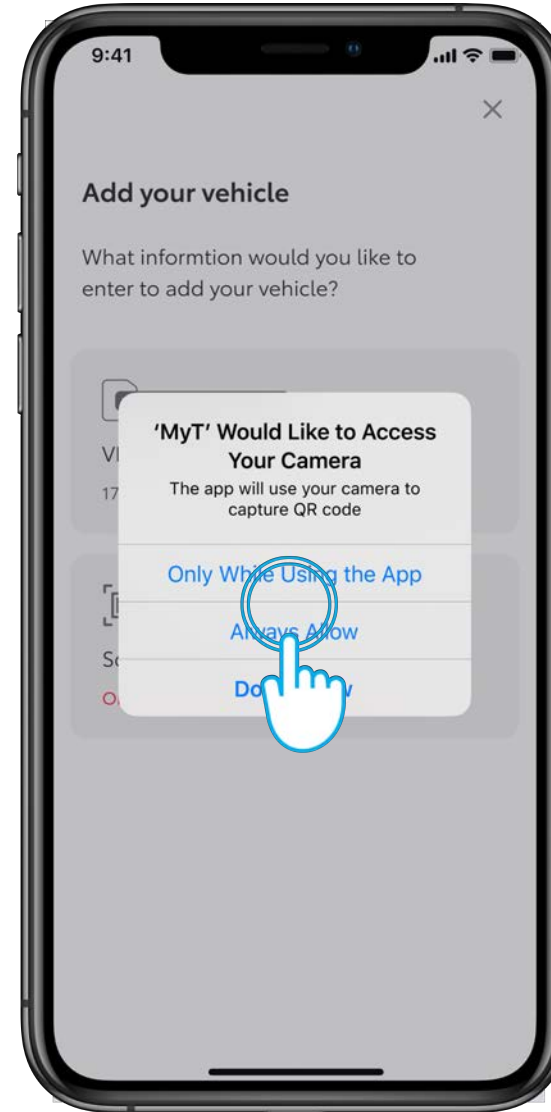 9:41
Add your vehicle
What informtion would you like to
enter to add your vehicle?
'MyT' Would Like to Access
Your Camera
The app will use your camera to
capture QR code
Only While Using the App
Always Allow
17